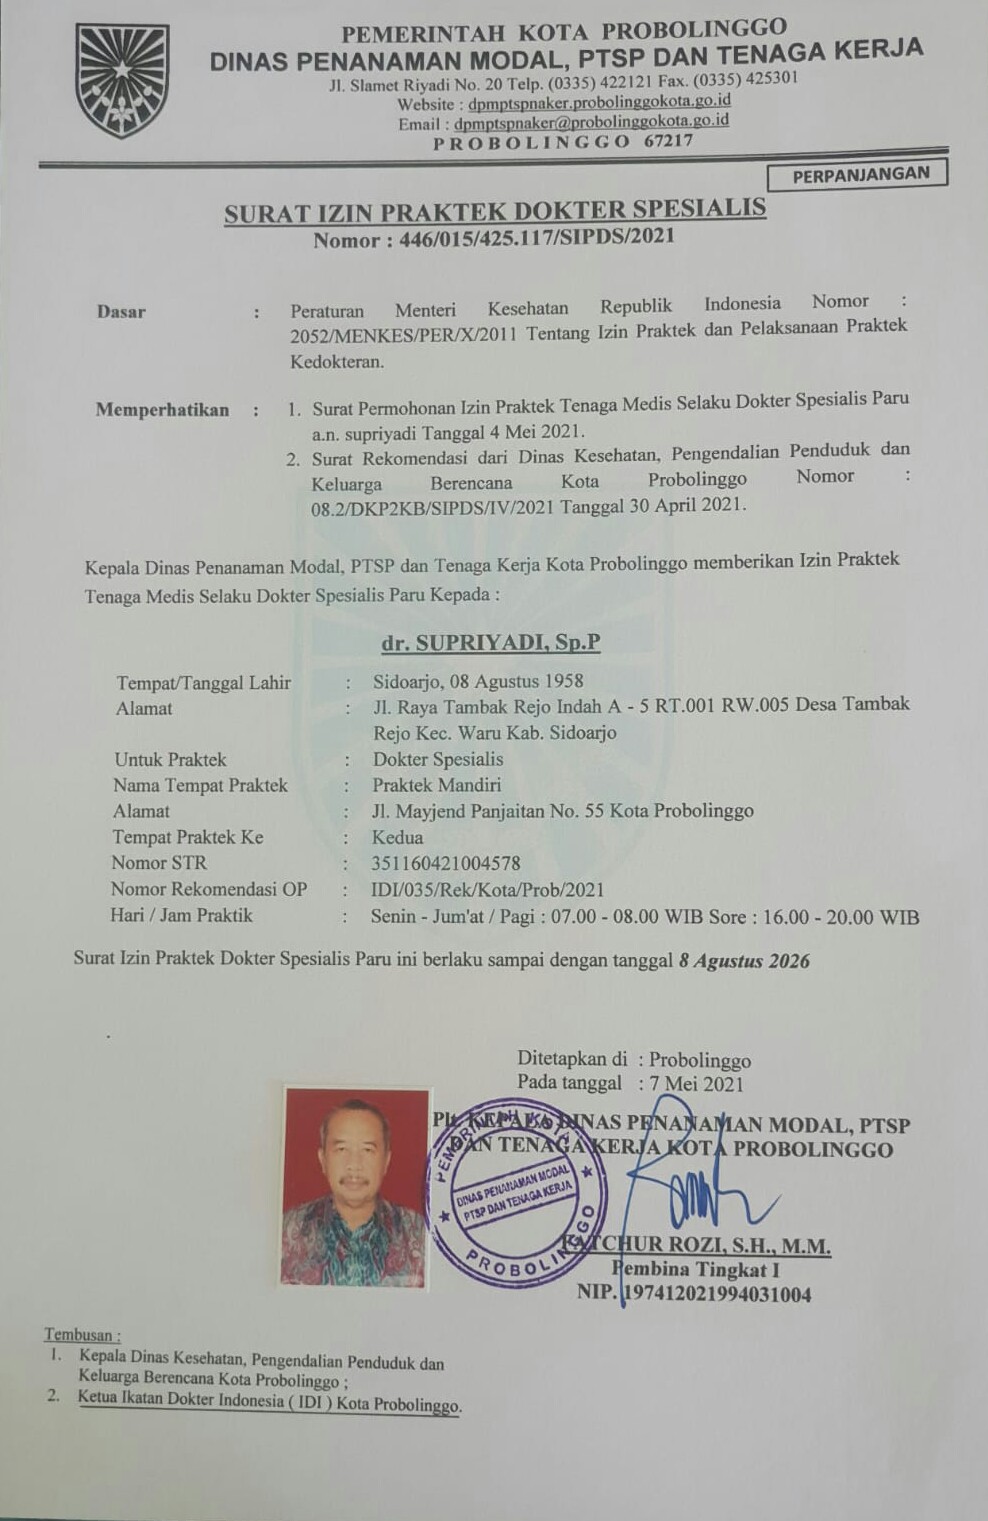 PEMERINTAH KOTA PROBOLINGGO
DINAS PENANAMAN MODAL, PTSP DAN TENAGA KERJA
Jl. Slamet Riyadi No. 20 Telp. (0335) 422121 Fax. (0335) 425301
Website : dpmptspnaker.probolinggokota.go.id
Email : dpmptspnaker@probolinggokota.go.id
PROBOLINGGO 67217
PERPANJANGAN
SURAT IZIN PRAKTEK DOKTER SPESIALIS
Nomor : 446/015/425.117/SIPDS/2021
Dasar : Peraturan Menteri Kesehatan Republik Indonesia Nomor :
2052/MENKES/PER/X/2011 Tentang Izin Praktek dan Pelaksanaan Praktek
Kedokteran.
Memperhatikan : 1. Surat Permohonan Izin Praktek Tenaga Medis Selaku Dokter Spesialis Paru
a.n. supriyadi Tanggal 4 Mei 2021.
2. Surat Rekomendasi dari Dinas Kesehatan, Pengendalian Penduduk dan
Keluarga Berencana Kota Probolinggo Nomor :
08.2/DKP2KB/SIPDS/IV/2021 Tanggal 30 April 2021.
Kepala Dinas Penanaman Modal, PTSP dan Tenaga Kerja Kota Probolinggo memberikan Izin Praktek
Tenaga Medis Selaku Dokter Spesialis Paru Kepada :
dr. SUPRIYADI, Sp.P
Tempat/Tanggal Lahir : Sidoarjo, 08 Agustus 1958
Alamat : Jl. Raya Tambak Rejo Indah A - 5 RT.001 RW.005 Desa Tambak
Rejo Kec. Waru Kab. Sidoarjo
Untuk Praktek : Dokter Spesialis
Nama Tempat Praktek : Praktek Mandiri
Alamat : Jl. Mayjend Panjaitan No. 55 Kota Probolinggo
Tempat Praktek Ke : Kedua
Nomor STR : 351160421004578
Nomor Rekomendasi OP : IDI/035/Rek/Kota/Prob/2021
Hari / Jam Praktik : Senin - Jum'at / Pagi : 07.00 - 08.00 WIB Sore : 16.00 - 20.00 WIB
Surat Izin Praktek Dokter Spesialis Paru ini berlaku sampai dengan tanggal 8 Agustus 2026
Ditetapkan di : Probolinggo
Pada tanggal : 7 Mei 2021
Plt. KEPALA DINAS PENANAMAN MODAL, PTSP
DAN TENAGA KERJA KOTA PROBOLINGGO
PEMERINTAH KOTA
DINAS PENANAMAN MODAL
PTSP DAN TENAGA KERJA
PROBOLINGGO
FATCHUR ROZI, S.H., M.M.
Pembina Tingkat I
NIP. 197412021994031004
Tembusan :
1. Kepala Dinas Kesehatan, Pengendalian Penduduk dan
Keluarga Berencana Kota Probolinggo ;
2. Ketua Ikatan Dokter Indonesia ( IDI ) Kota Probolinggo.